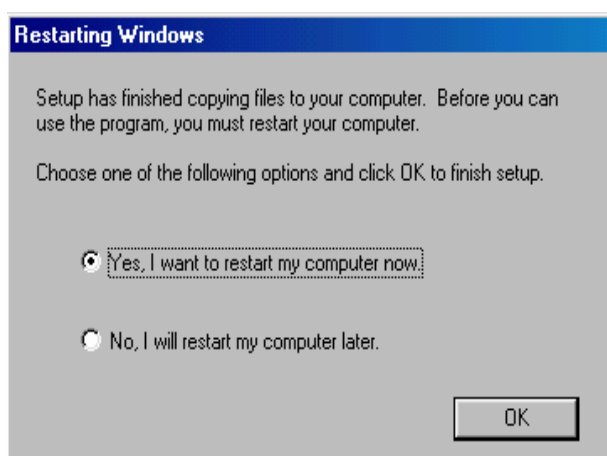 Restarting Windows
Setup has finished copying files to your computer.  Before you can
use the program, you must restart your computer.
Choose one of the following options and click OK to finish setup.
Yes, I want to restart my computer now.
No, I will restart my computer later.
OK